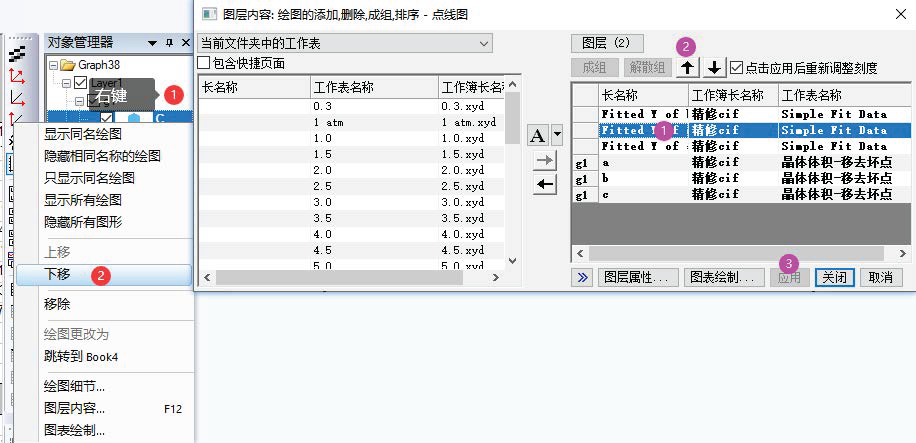 对象管理器
Graph38
Layer1
右键
1
C
显示同名绘图
隐藏相同名称的绘图
只显示同名绘图
显示所有绘图
隐藏所有图形
上移
下移
2
移除
绘图更改为
跳转到 Book4
绘图细节...
图层内容... F12
图表绘制...
图层内容: 绘图的添加,删除,成组,排序 - 点线图
当前文件夹中的工作表
包含快捷页面
长名称 工作表名称 工作簿长名称
0.3 0.3.xyd
1 atm 1 atm.xyd
1.0 1.0.xyd
1.5 1.5.xyd
2.0 2.0.xyd
2.5 2.5.xyd
3.0 3.0.xyd
3.5 3.5.xyd
4.0 4.0.xyd
4.5 4.5.xyd
5.0 5.0.xyd
A
图层 (2)
2
成组 解散组 点击应用后重新调整刻度
长名称 工作簿长名称 工作表名称
Fitted Y of 精修cif Simple Fit Data
Fitted Y of 1 精修cif Simple Fit Data
Fitted Y of 精修cif Simple Fit Data
g1 a 精修cif 晶体体积-移去坏点
g1 b 精修cif 晶体体积-移去坏点
g1 c 精修cif 晶体体积-移去坏点
3
图层属性... 图表绘制... 应用 关闭 取消